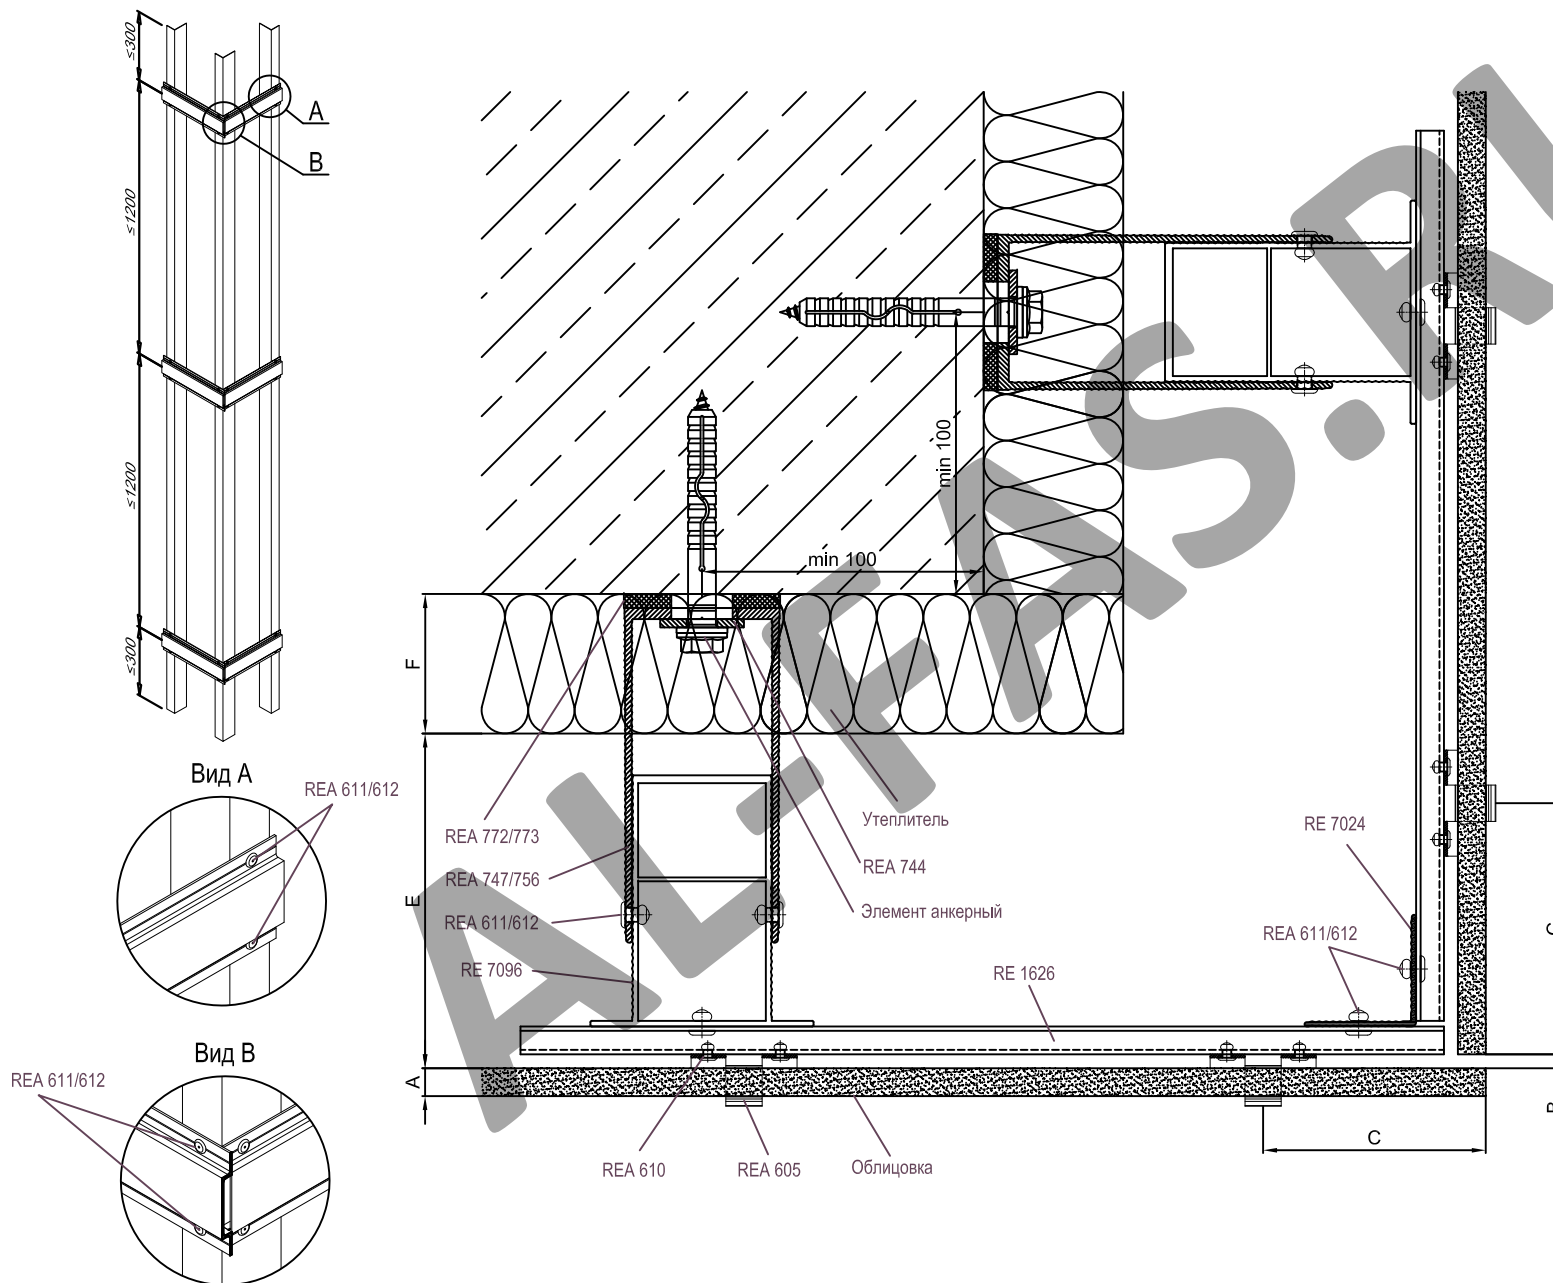 ≤300
≤1200
≤1200
≤300
A
B
Вид A
REA 611/612
Вид B
REA 611/612
min 100
min 100
F
E
A
REA 772/773
REA 747/756
REA 611/612
RE 7096
Утеплитель
REA 744
Элемент анкерный
RE 7024
REA 611/612
RE 1626
REA 610
REA 605
Облицовка
C
AL-FAS.R